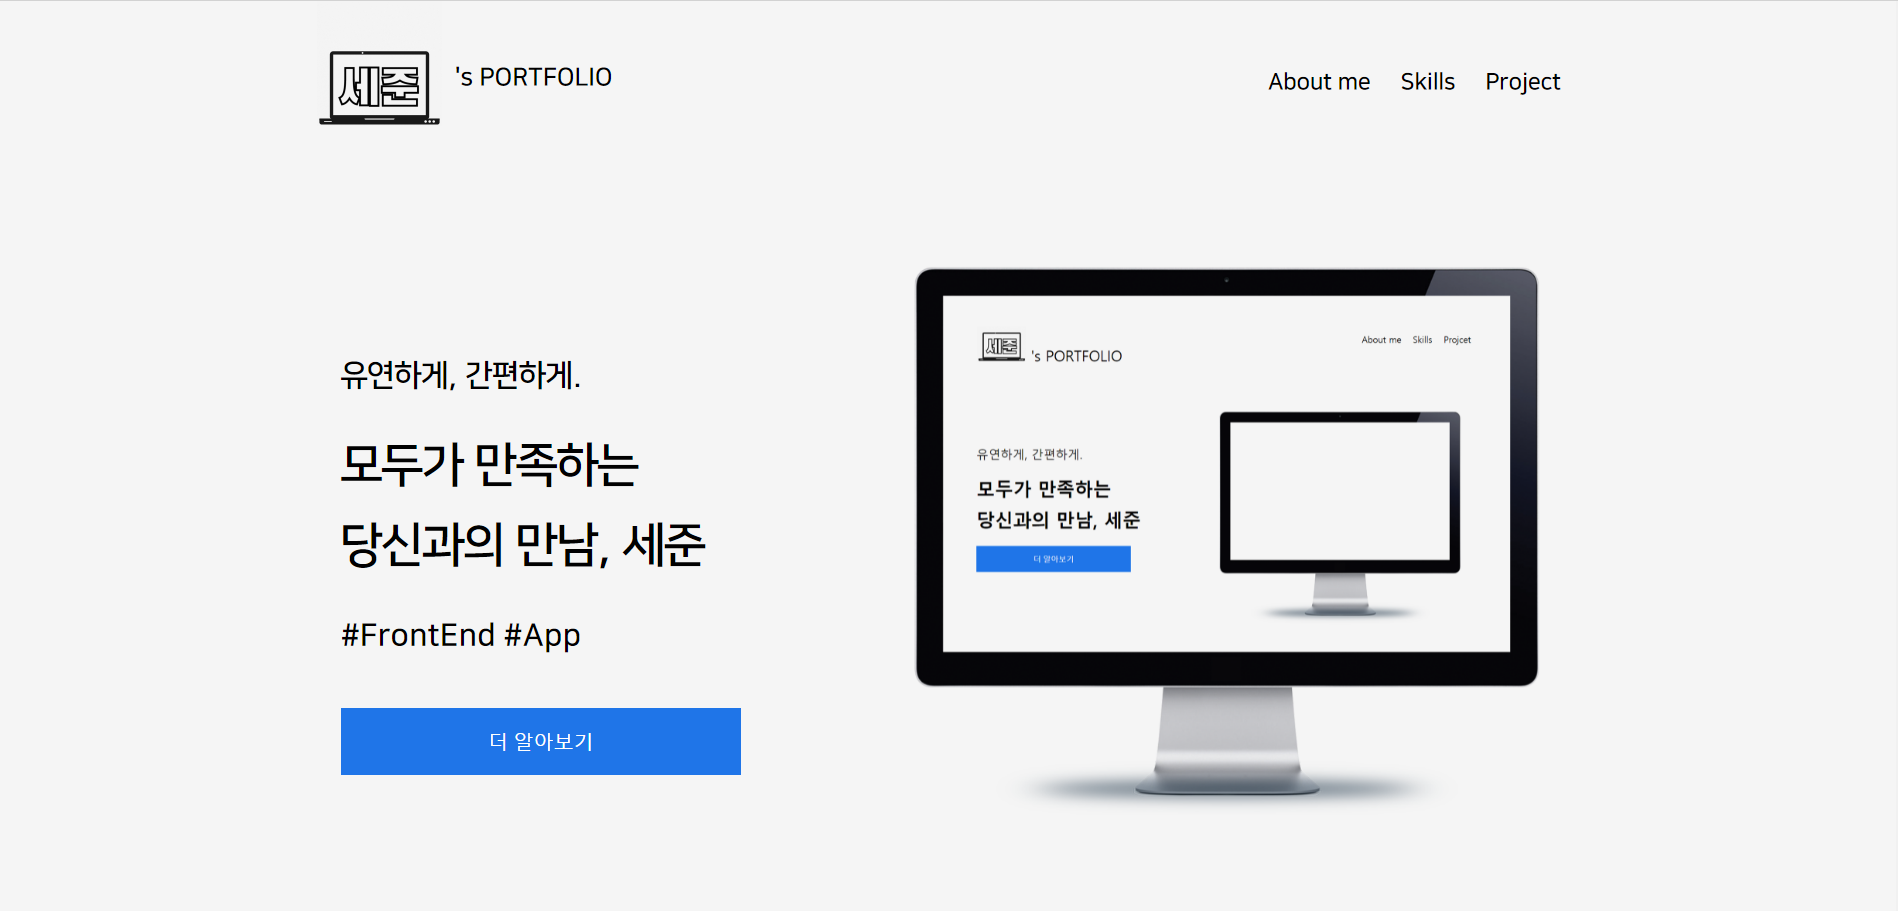 세준 's PORTFOLIO
About me Skills Project
유연하게, 간편하게.
모두가 만족하는
당신과의 만남, 세준
#FrontEnd #App
더 알아보기
세준 's PORTFOLIO
About me Skills Projcet
유연하게, 간편하게.
모두가 만족하는
당신과의 만남, 세준
더 알아보기